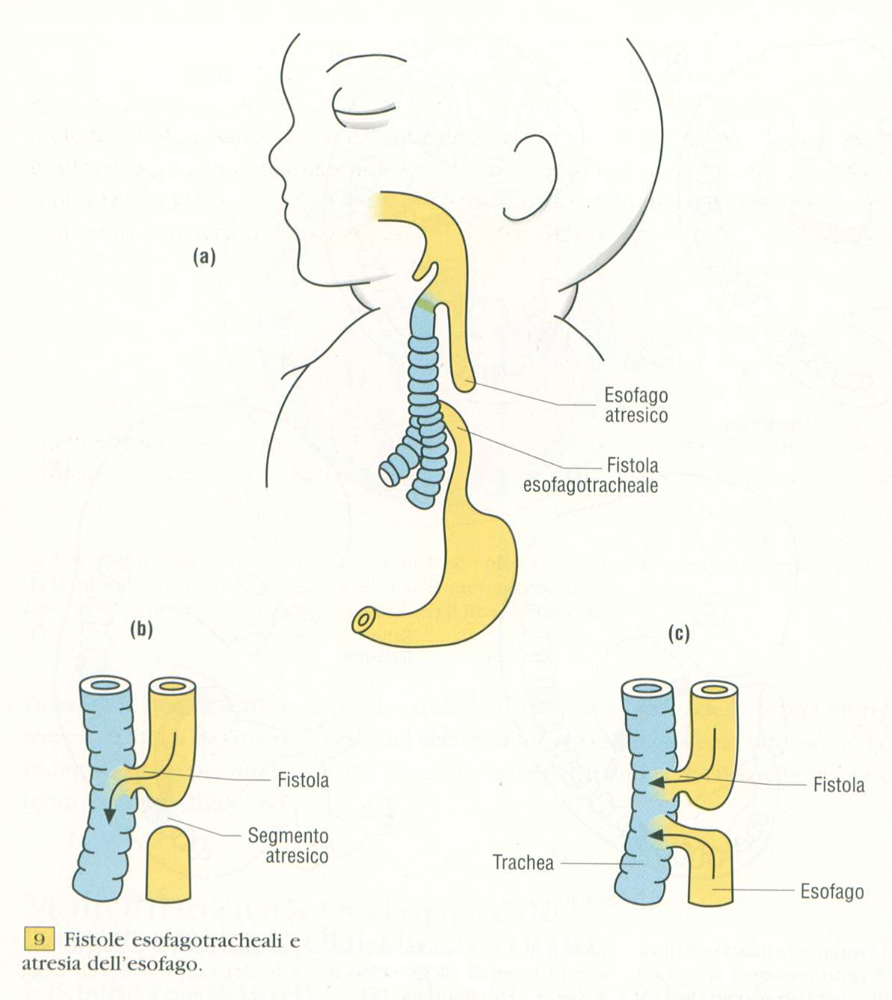 (a)
Esofago
atresico
Fistola
esofagotracheale
(b)
(c)
Fistola
Segmento
atresico
Fistola
Trachea
Esofago
9 Fistole esofagotracheali e
atresia dell'esofago.